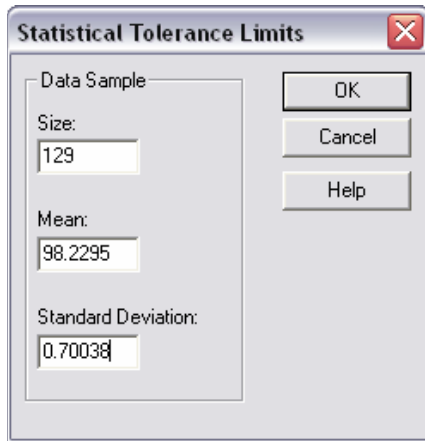 Statistical Tolerance Limits
Data Sample
Size:
129
Mean:
98.2295
Standard Deviation:
0.70038
OK
Cancel
Help